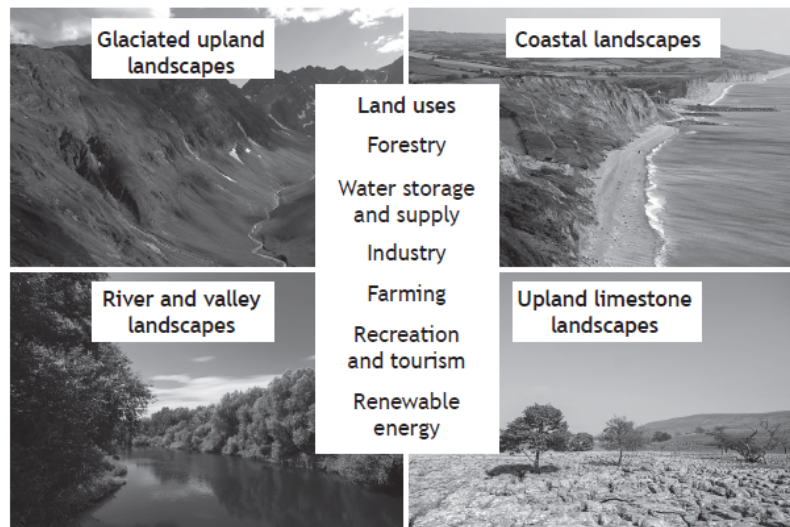 Glaciated upland
landscapes
Coastal landscapes
Land uses
Forestry
Water storage
and supply
Industry
Farming
Recreation
and tourism
Renewable
energy
River and valley
landscapes
Upland limestone
landscapes